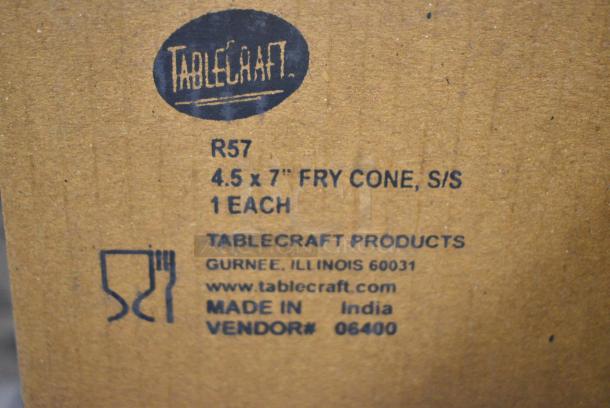 TABLECRAFT
R57
4.5 x 7" FRY CONE, S/S
1 EACH
TABLECRAFT PRODUCTS
GURNEE, ILLINOIS 60031
www.tablecraft.com
MADE IN India
VENDOR# 06400